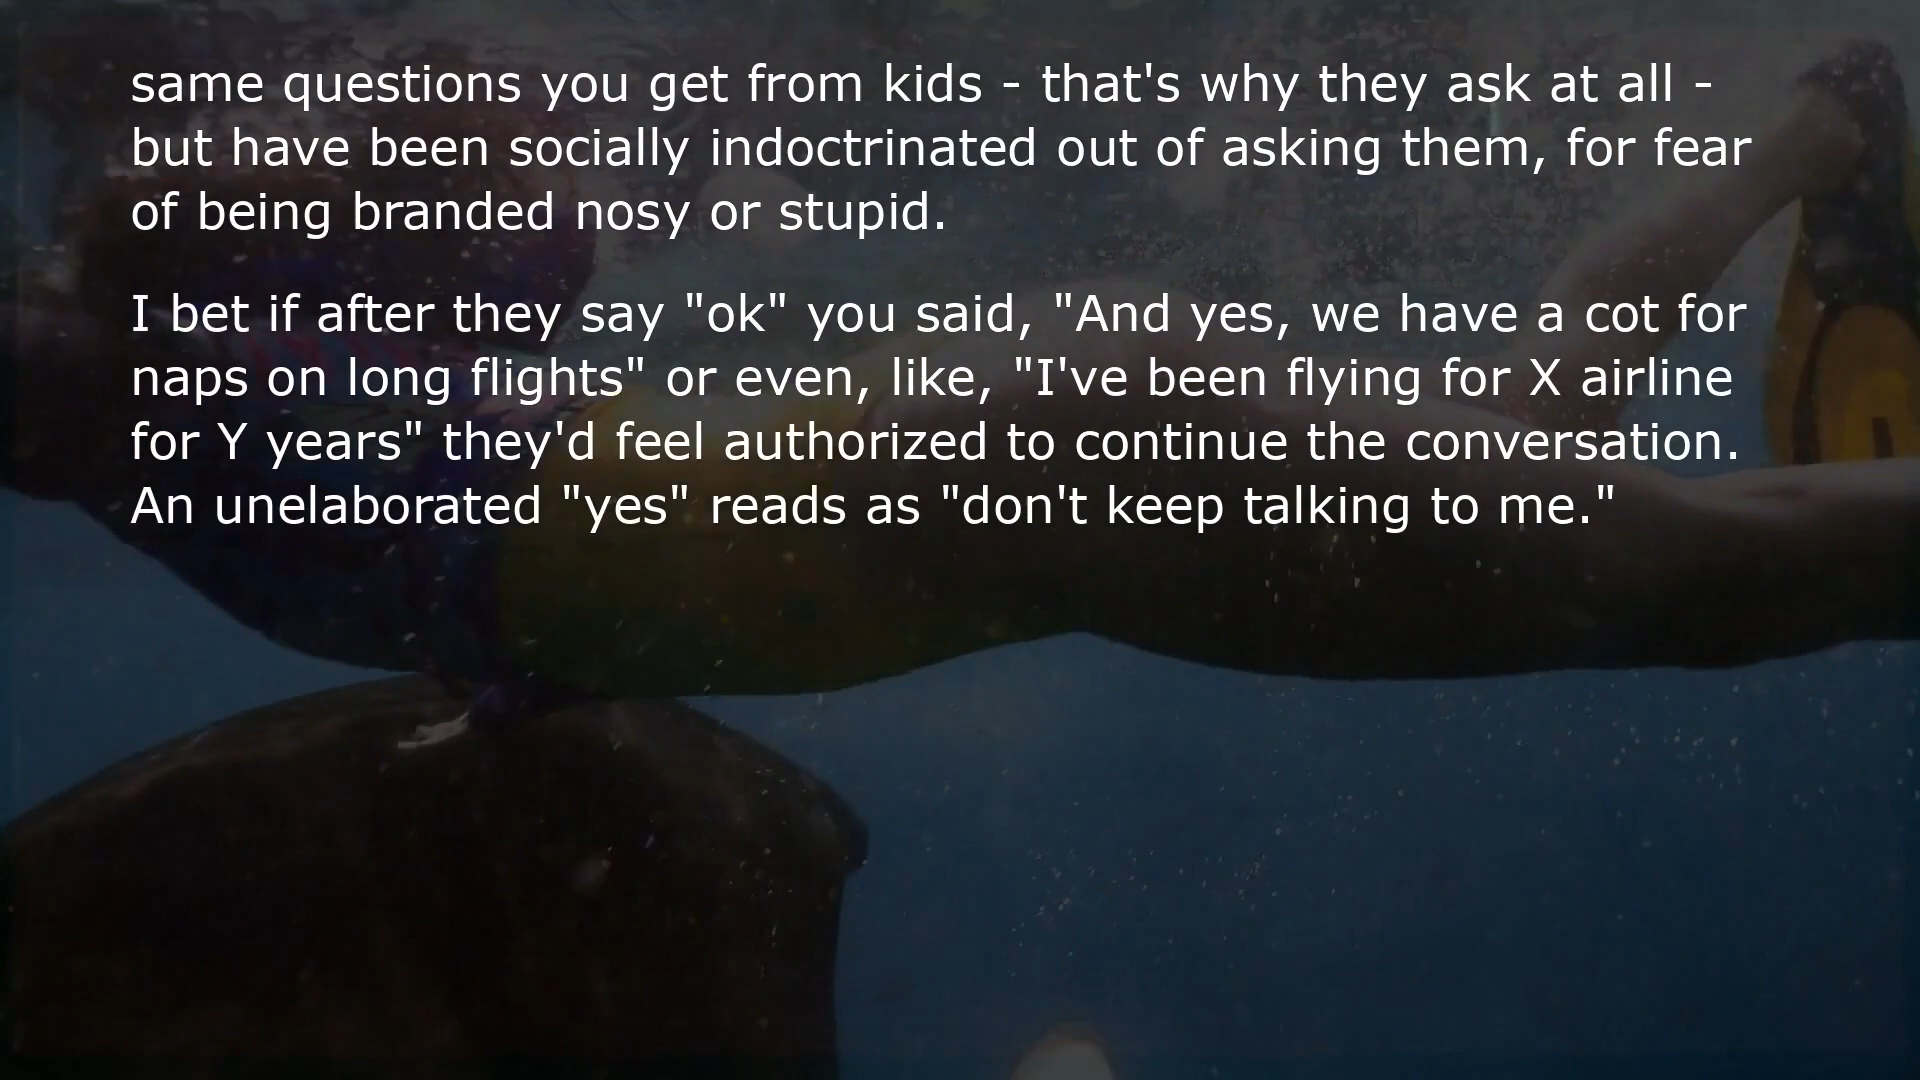 same questions you get from kids - that's why they ask at all -
but have been socially indoctrinated out of asking them, for fear
of being branded nosy or stupid.
I bet if after they say "ok" you said, "And yes, we have a cot for
naps on long flights" or even, like, "I've been flying for X airline
for Y years" they'd feel authorized to continue the conversation.
An unelaborated "yes" reads as "don't keep talking to me."